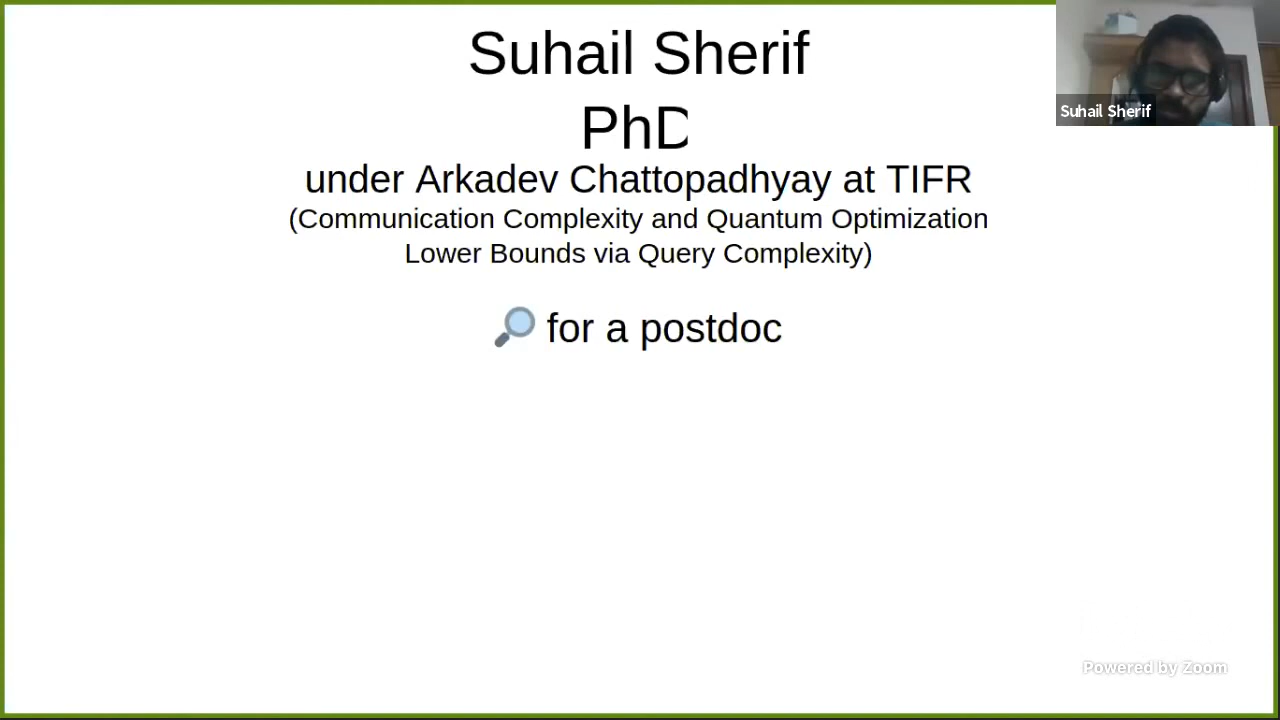 Suhail Sherif
PhD
under Arkadev Chattopadhyay at TIFR
(Communication Complexity and Quantum Optimization
Lower Bounds via Query Complexity)
for a postdoc
Suhail Sherif
Powered by Zoom